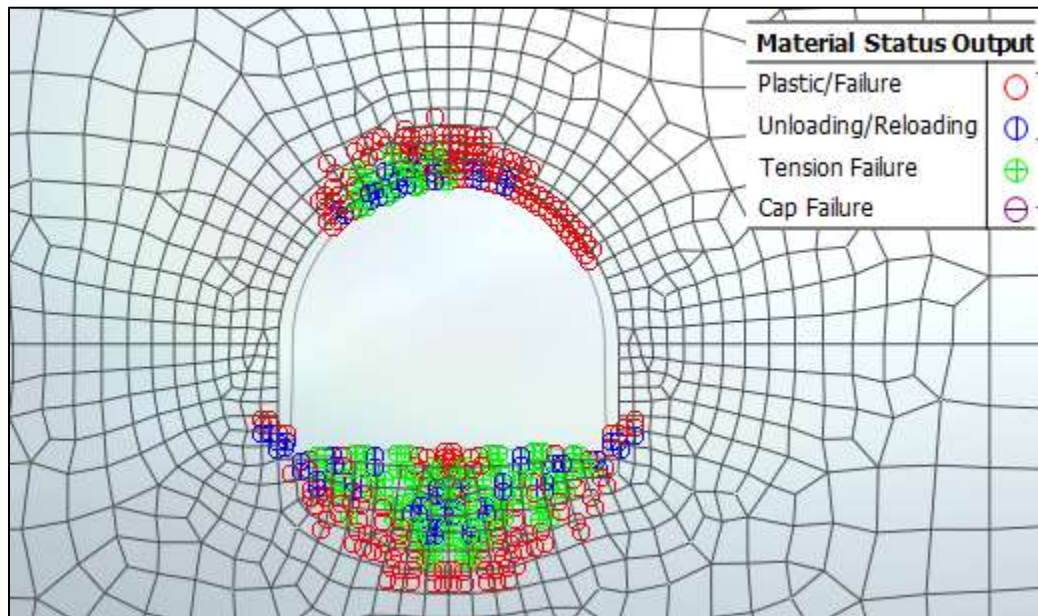 Material Status Output
Plastic/Failure
Unloading/Reloading
Tension Failure
Cap Failure